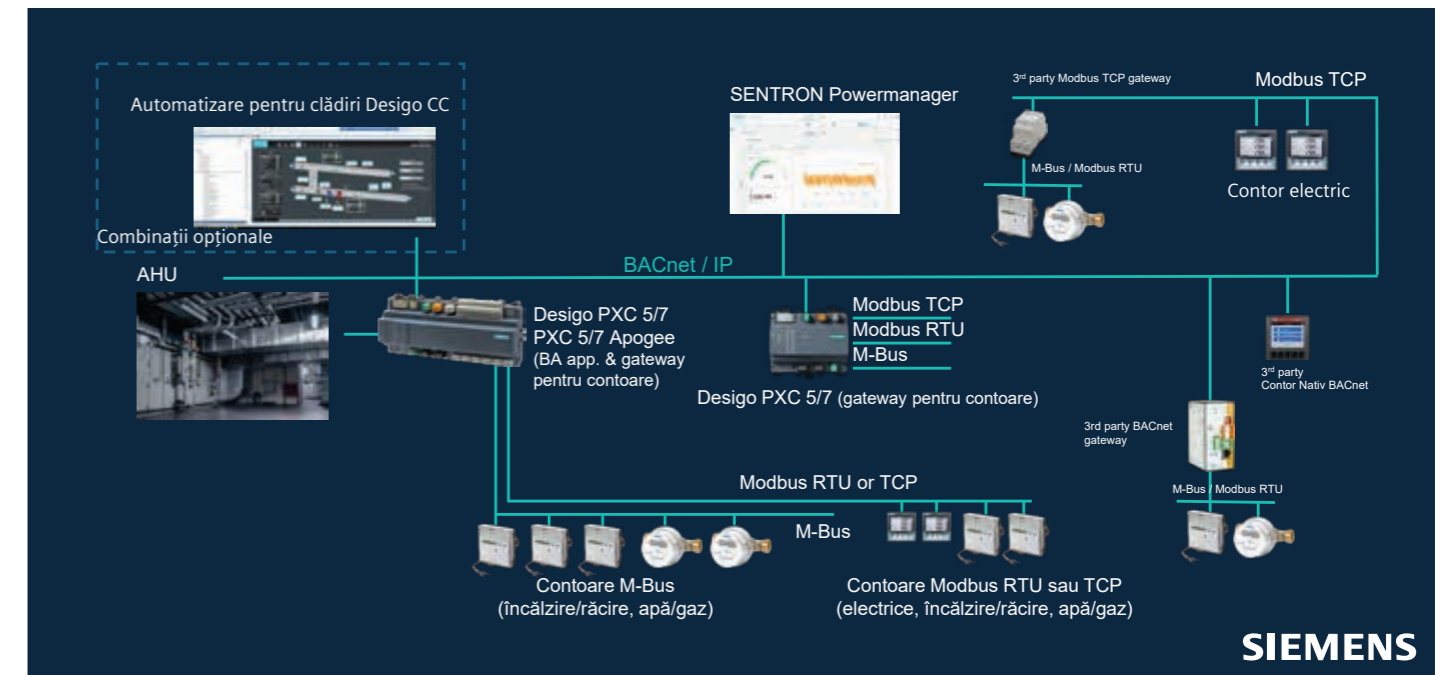 Automatizare pentru clădiri Desigo CC
Combinații opționale
SENTRON Powermanager
3rd party Modbus TCP gateway
Modbus TCP
M-Bus / Modbus RTU
Contor electric
AHU
BACnet / IP
Desigo PXC 5/7
PXC 5/7 Apogee
(BA app. & gateway
pentru contoare)
Modbus TCP
Modbus RTU
M-Bus
Desigo PXC 5/7 (gateway pentru contoare)
3rd party
Contor Nativ BACnet
3rd party BACnet
gateway
M-Bus / Modbus RTU
Modbus RTU or TCP
M-Bus
Contoare M-Bus
(încălzire/răcire, apă/gaz)
Contoare Modbus RTU sau TCP
(electrice, încălzire/răcire, apă/gaz)
SIEMENS